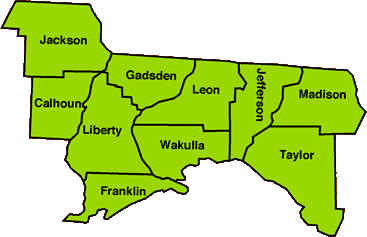 Jackson
Gadsden
Leon
Jefferson
Madison
Calhoun
Liberty
Wakulla
Taylor
Franklin